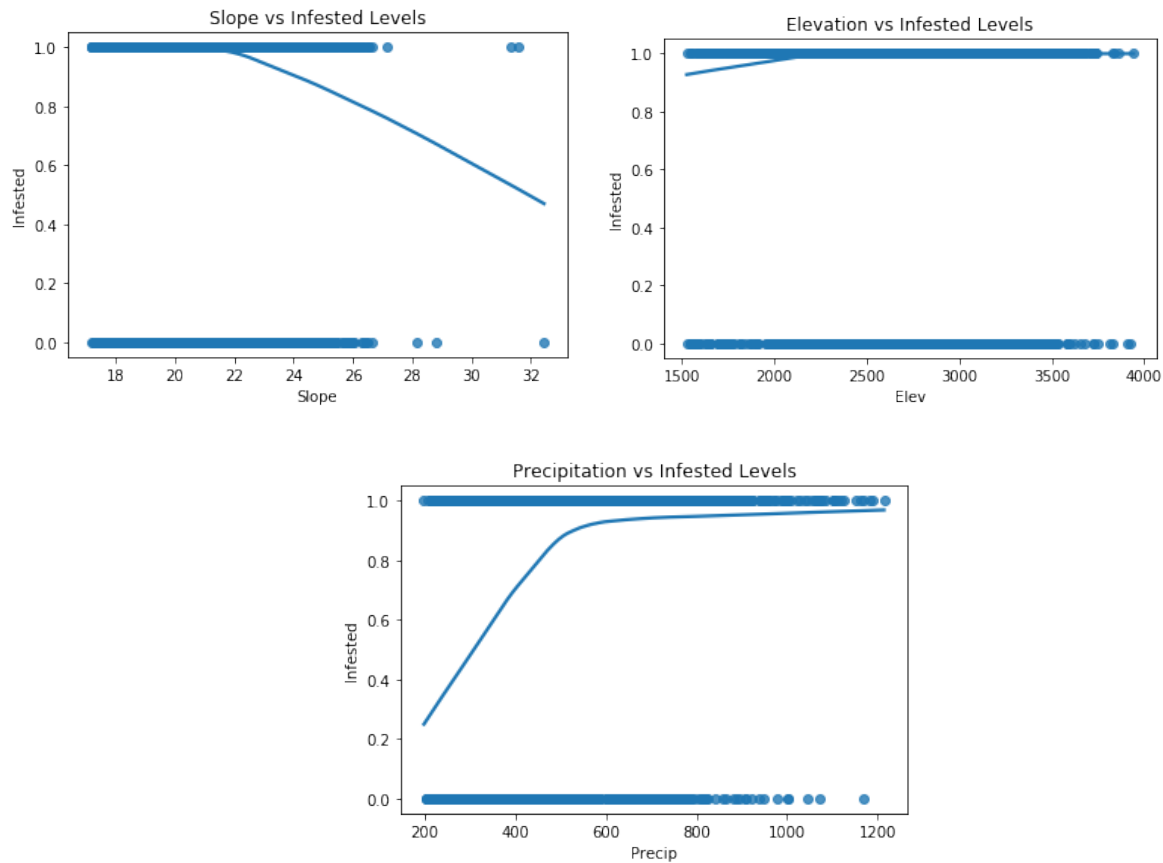 Slope vs Infested Levels
1.0
0.8
0.6
0.4
0.2
0.0
Infested
18 20 22 24 26 28 30 32
Slope
Elevation vs Infested Levels
1.0
0.8
0.6
0.4
0.2
0.0
Infested
1500 2000 2500 3000 3500 4000
Elev
Precipitation vs Infested Levels
1.0
0.8
0.6
0.4
0.2
0.0
Infested
200 400 600 800 1000 1200
Precip